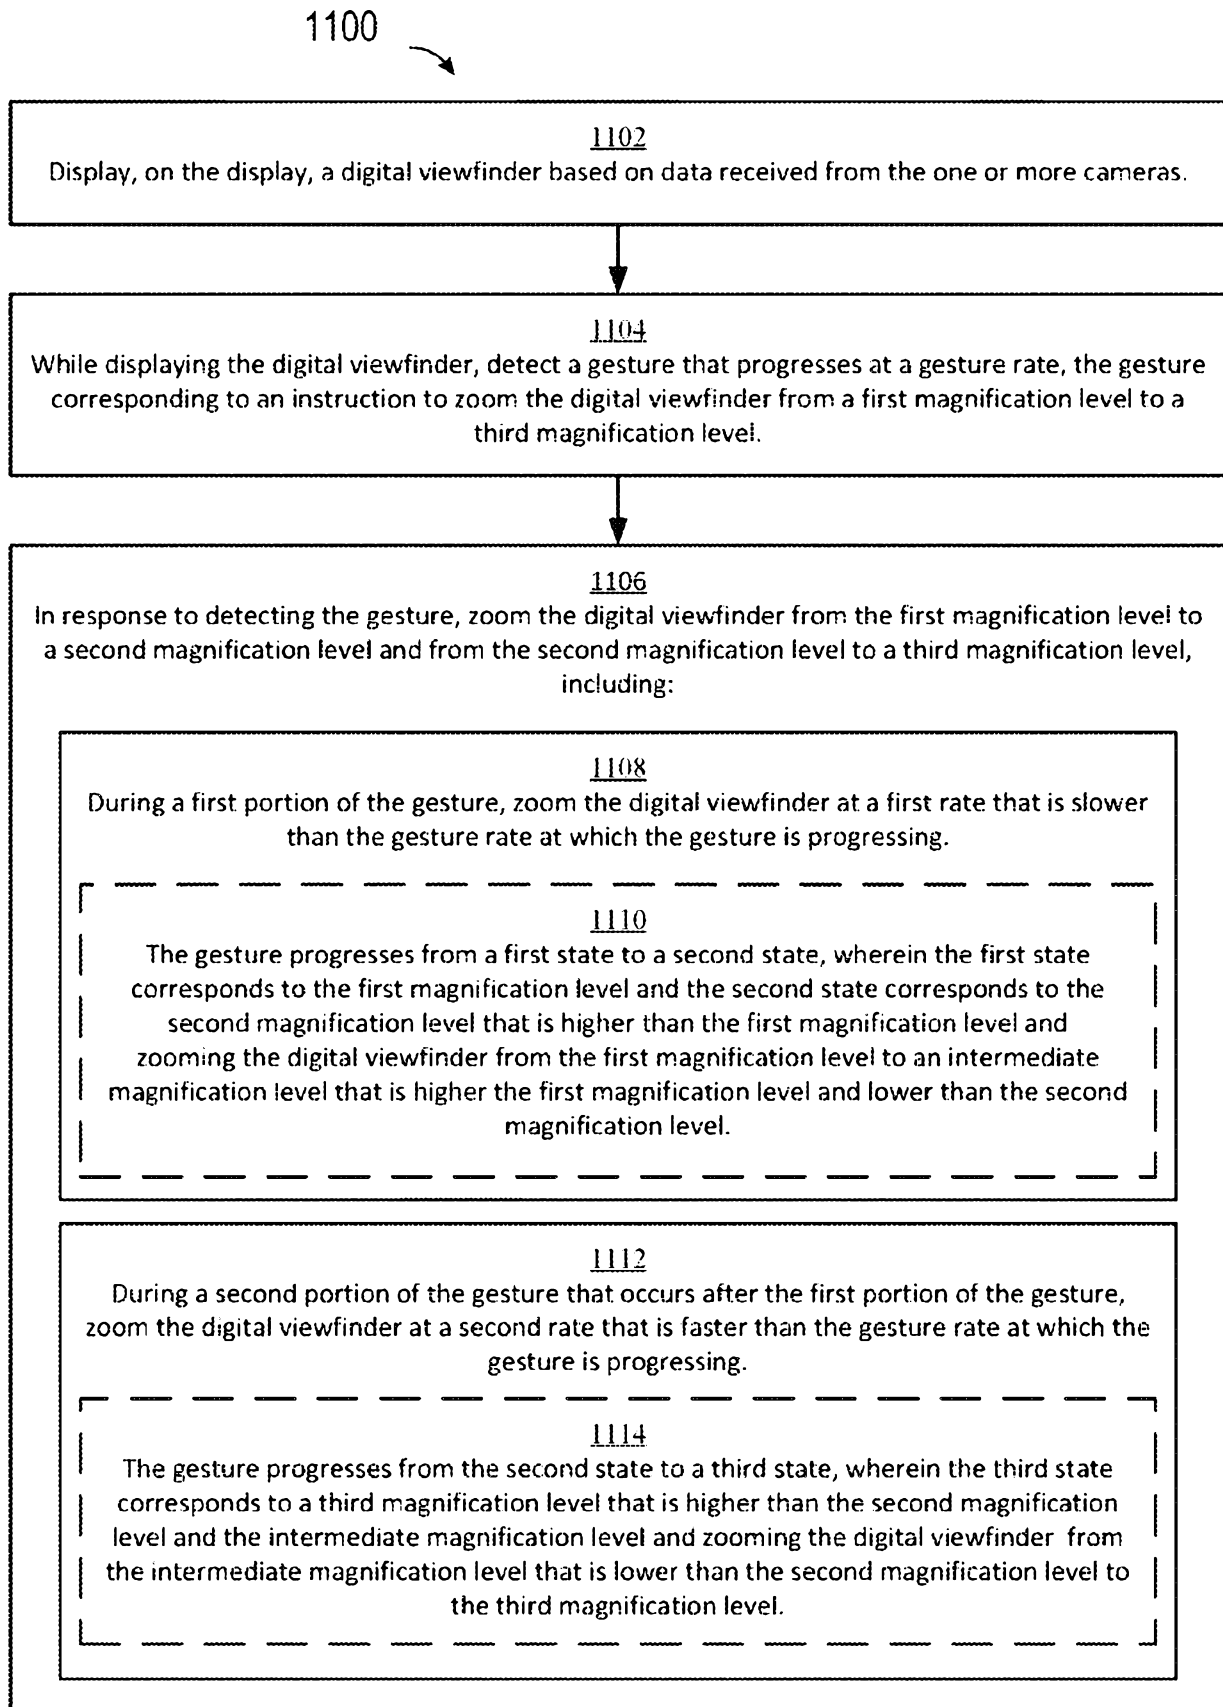 1100
1102
Display, on the display, a digital viewfinder based on data received from the one or more cameras.
1104
While displaying the digital viewfinder, detect a gesture that progresses at a gesture rate, the gesture
corresponding to an instruction to zoom the digital viewfinder from a first magnification level to a
third magnification level.
1106
In response to detecting the gesture, zoom the digital viewfinder from the first magnification level to
a second magnification level and from the second magnification level to a third magnification level,
including:
1108
During a first portion of the gesture, zoom the digital viewfinder at a first rate that is slower
than the gesture rate at which the gesture is progressing.
1110
The gesture progresses from a first state to a second state, wherein the first state
corresponds to the first magnification level and the second state corresponds to the
second magnification level that is higher than the first magnification level and
zooming the digital viewfinder from the first magnification level to an intermediate
magnification level that is higher the first magnification level and lower than the second
magnification level.
1112
During a second portion of the gesture that occurs after the first portion of the gesture,
zoom the digital viewfinder at a second rate that is faster than the gesture rate at which the
gesture is progressing.
1114
The gesture progresses from the second state to a third state, wherein the third state
corresponds to a third magnification level that is higher than the second magnification
level and the intermediate magnification level and zooming the digital viewfinder from
the intermediate magnification level that is lower than the second magnification level to
the third magnification level.